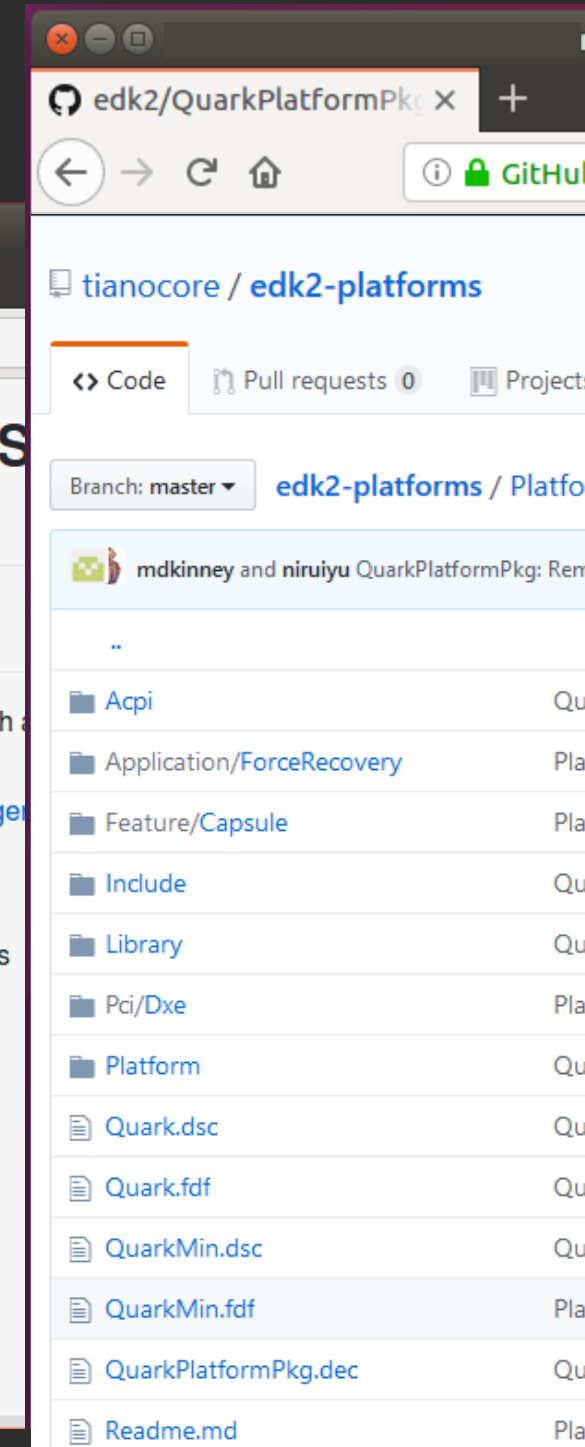 edk2/QuarkPlatformPkg
GitHub
tianocore / edk2-platforms
Code Pull requests 0 Projects
Branch: master edk2-platforms / Platfo
mdkinney and niruiyu QuarkPlatformPkg: Rem
..
Acpi Qu
Application/ForceRecovery Pla
Feature/Capsule Pla
Include Qu
Library Qu
Pci/Dxe Pla
Platform Qu
Quark.dsc Qu
Quark.fdf Qu
QuarkMin.dsc Qu
QuarkMin.fdf Pla
QuarkPlatformPkg.dec Qu
Readme.md Pla